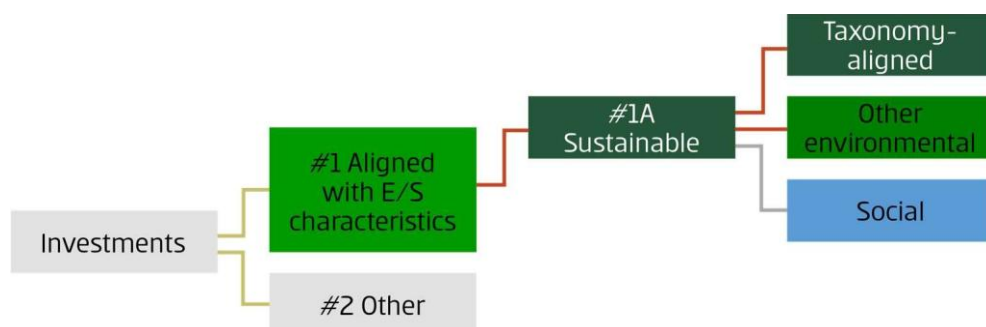 Taxonomy-
aligned
#1A
Sustainable
Other
environmental
#1 Aligned
with E/S
characteristics
Social
Investments
#2 Other